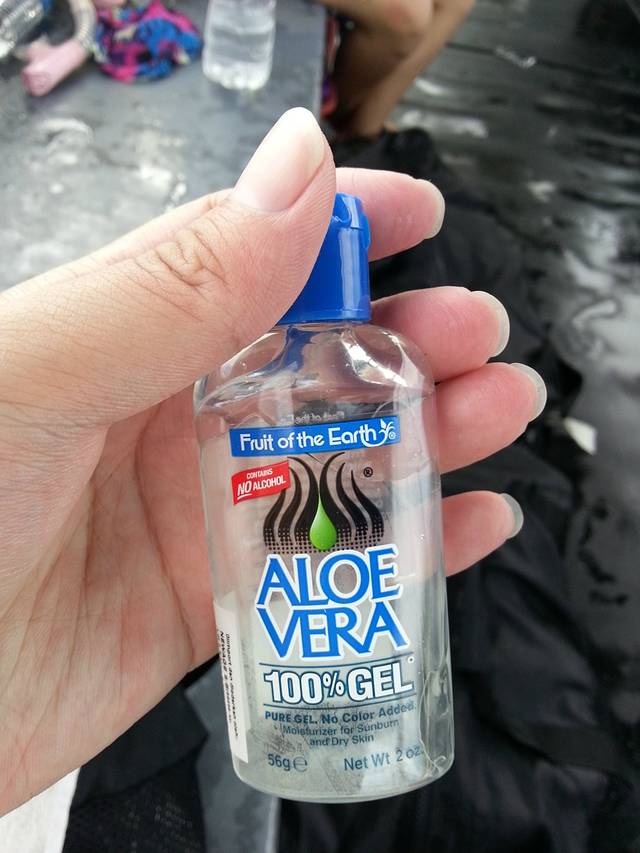 Fruit of the Earth®
CONTAINS
NO ALCOHOL
®
ALOE
VERA
100% GEL*
PURE GEL, No Color Added.
Moisturizer for Sunburn
and Dry Skin
56g ℮ Net Wt 2 oz.